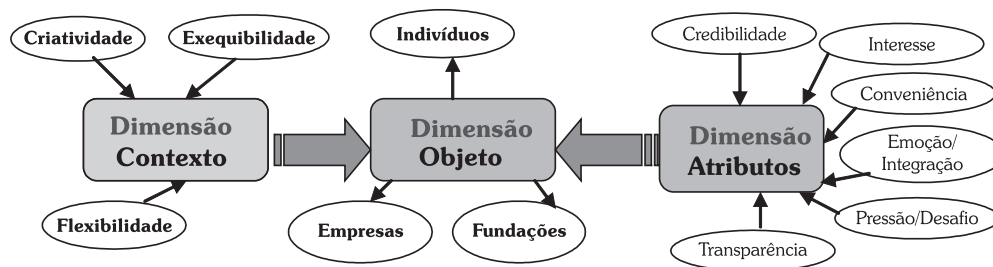 Criatividade
Exequibilidade
Indivíduos
Credibilidade
Interesse
Conveniência
Dimensão
Contexto
Dimensão
Objeto
Dimensão
Atributos
Emoção/
Integração
Flexibilidade
Empresas
Fundações
Pressão/Desafio
Transparência